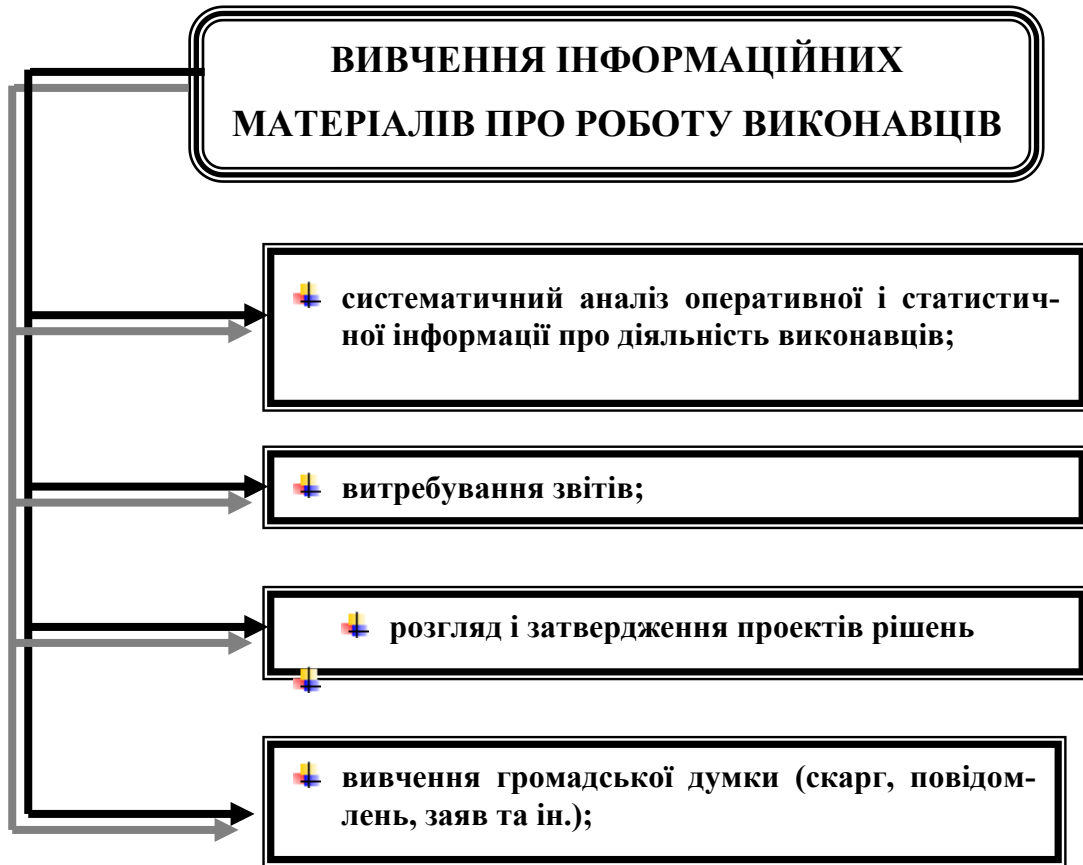 ВИВЧЕННЯ ІНФОРМАЦІЙНИХ
МАТЕРІАЛІВ ПРО РОБОТУ ВИКОНАВЦІВ
систематичний аналіз оперативної і статистич-
ної інформації про діяльність виконавців;
витребування звітів;
розгляд і затвердження проектів рішень
вивчення громадської думки (скарг, повідом-
лень, заяв та ін.);